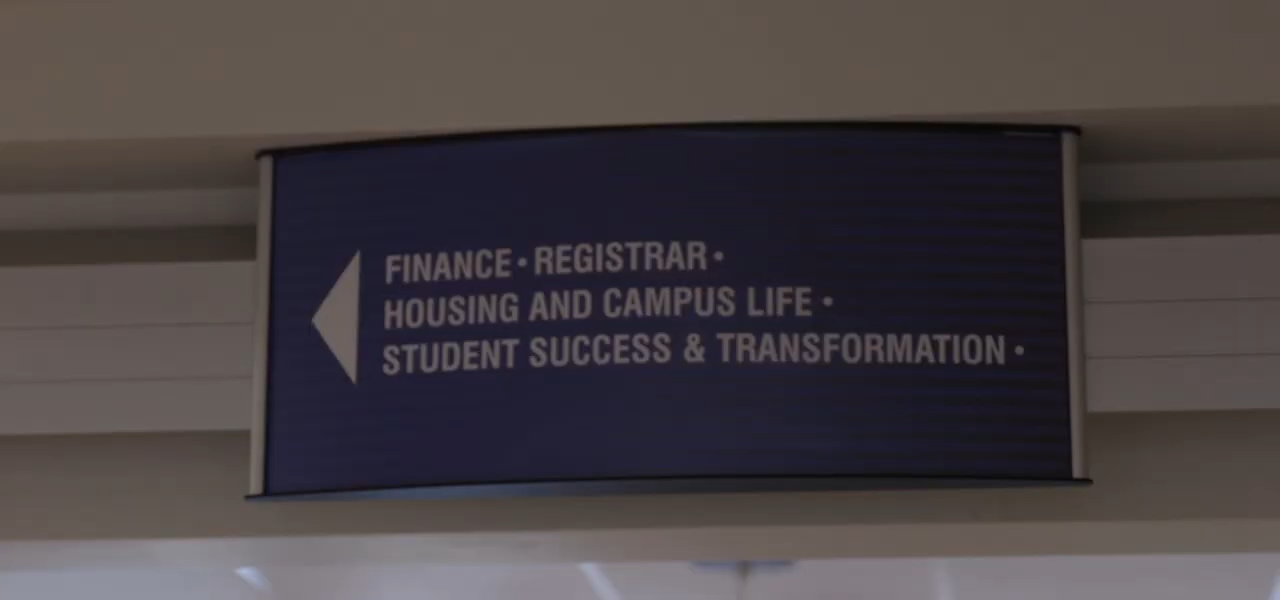 FINANCE • REGISTRAR •
HOUSING AND CAMPUS LIFE •
STUDENT SUCCESS & TRANSFORMATION •